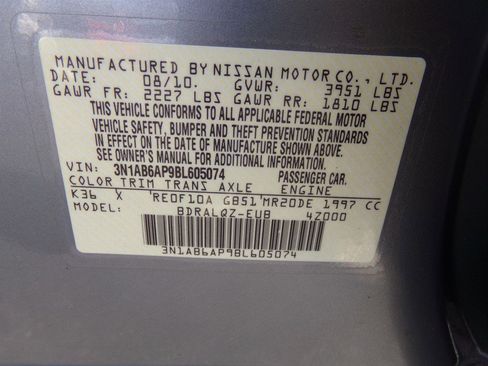 MANUFACTURED BY NISSAN MOTOR CO., LTD.
DATE: 08/10. GVWR: 3951 LBS
GAWR FR: 2227 LBS GAWR RR: 1810 LBS
THIS VEHICLE CONFORMS TO ALL APPLICABLE FEDERAL MOTOR
VEHICLE SAFETY, BUMPER AND THEFT PREVENTION STANDARDS
IN EFFECT ON THE DATE OF MANUFACTURE SHOWN ABOVE.
SEE OWNER'S MANUAL FOR ADDITIONAL INFORMATION.
VIN: 3N1AB6AP9BL605074 PASSENGER CAR.
COLOR TRIM TRANS AXLE ENGINE
K36 X 'RE0F10A GB51'MR20DE 1997 CC
MODEL: BDRALQZ-EUB 4Z000
3N1AB6AP9BL605074